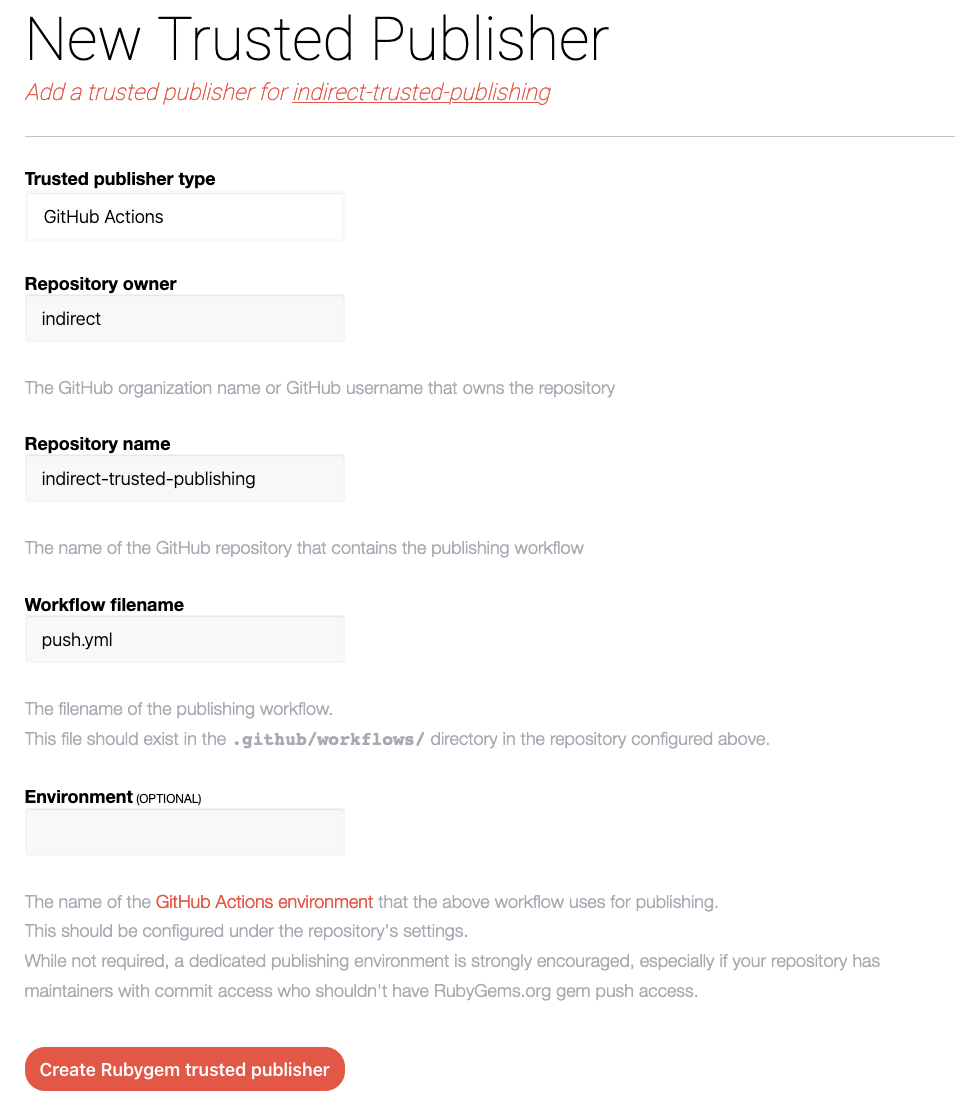 New Trusted Publisher
Add a trusted publisher for indirect-trusted-publishing
Trusted publisher type
GitHub Actions
Repository owner
indirect
The GitHub organization name or GitHub username that owns the repository
Repository name
indirect-trusted-publishing
The name of the GitHub repository that contains the publishing workflow
Workflow filename
push.yml
The filename of the publishing workflow.
This file should exist in the .github/workflows/ directory in the repository configured above.
Environment (OPTIONAL)
The name of the GitHub Actions environment that the above workflow uses for publishing.
This should be configured under the repository's settings.
While not required, a dedicated publishing environment is strongly encouraged, especially if your repository has
maintainers with commit access who shouldn't have RubyGems.org gem push access.
Create Rubygem trusted publisher